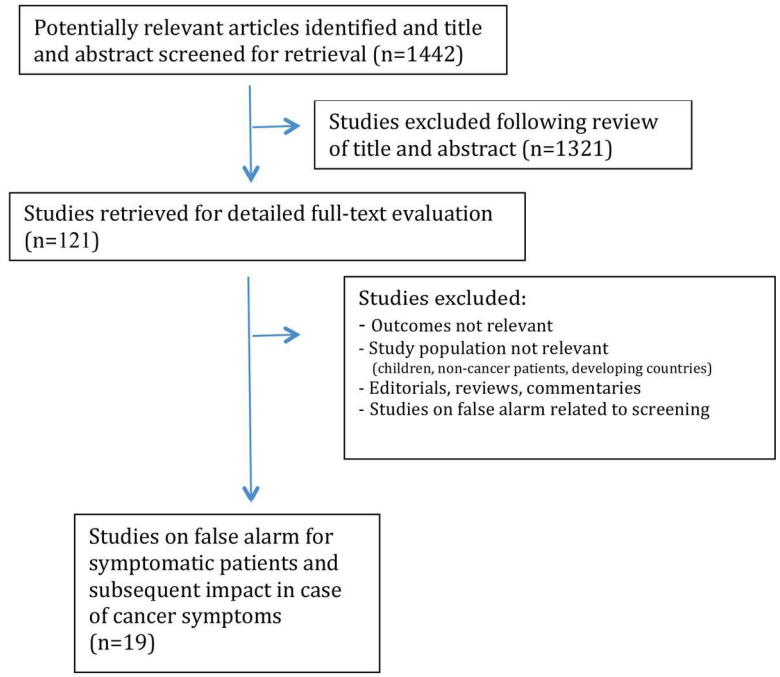 Potentially relevant articles identified and title
and abstract screened for retrieval (n=1442)
Studies excluded following review
of title and abstract (n=1321)
Studies retrieved for detailed full-text evaluation
(n=121)
Studies excluded:
- Outcomes not relevant
- Study population not relevant
(children, non-cancer patients, developing countries)
- Editorials, reviews, commentaries
- Studies on false alarm related to screening
Studies on false alarm for
symptomatic patients and
subsequent impact in case
of cancer symptoms
(n=19)